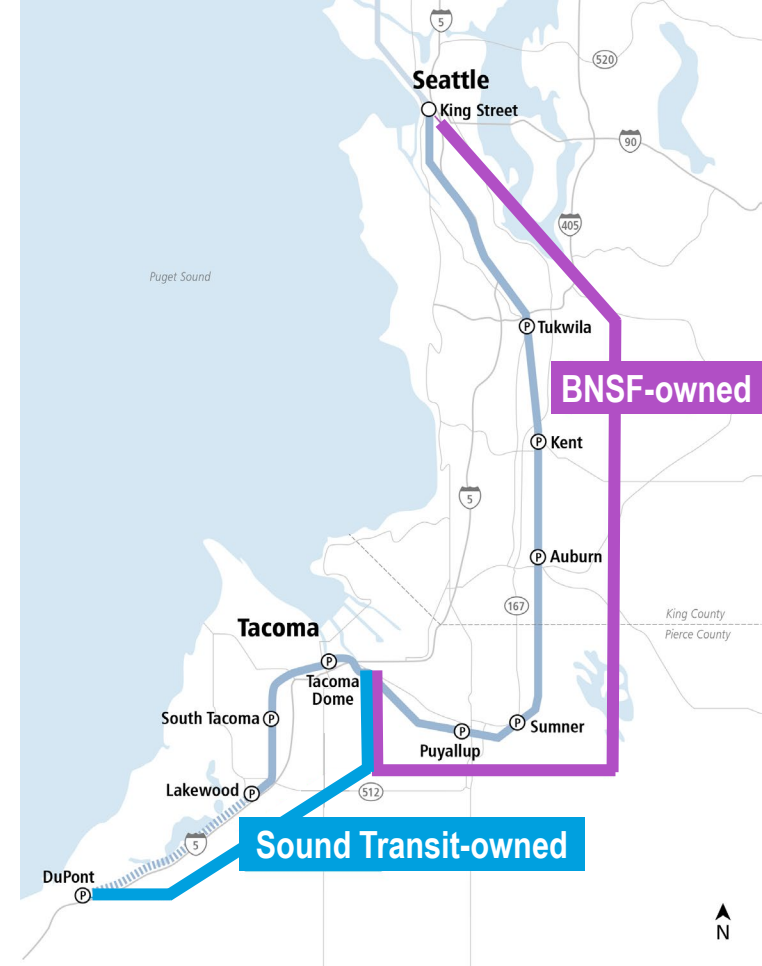 5
520
Seattle
King Street
90
405
Puget Sound
P Tukwila
BNSF-owned
P Kent
5
P Auburn
167
King County
Pierce County
Tacoma
P
Tacoma
Dome
South Tacoma P
P Sumner
P
Puyallup
Lakewood P
512
5
Sound Transit-owned
DuPont
P
N